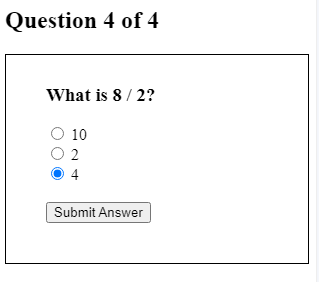 Question 4 of 4
What is 8 / 2?
10
2
4
Submit Answer